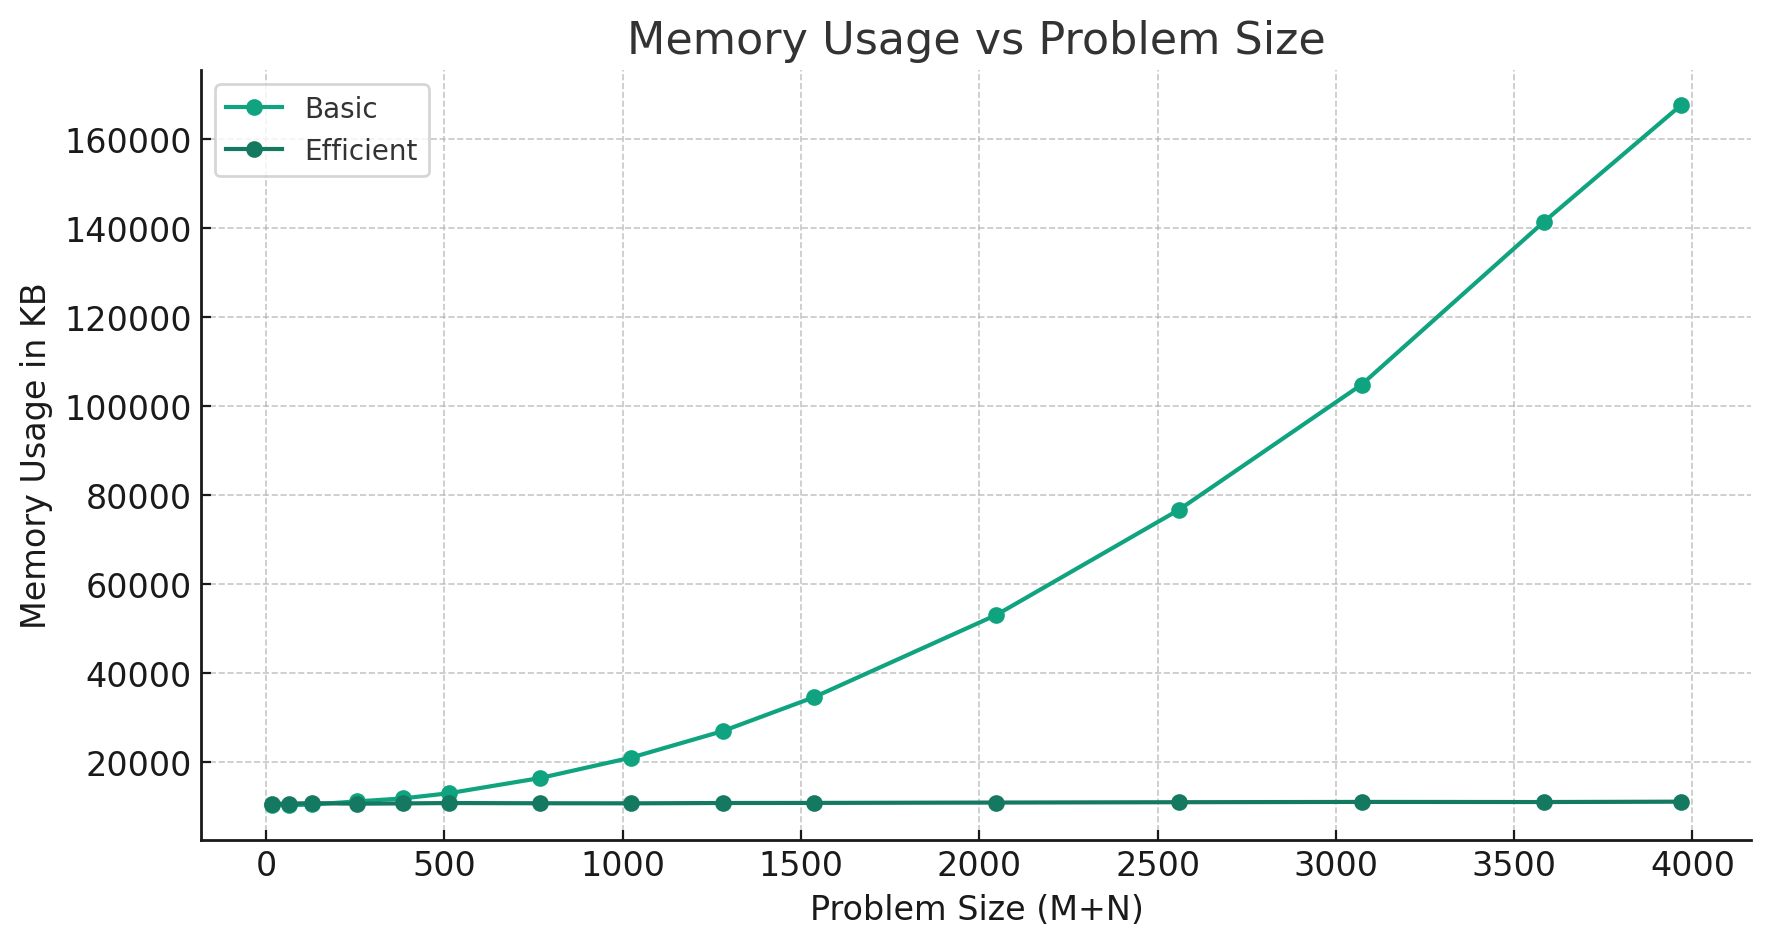 Memory Usage vs Problem Size
Basic
Efficient
Memory Usage in KB
160000
140000
120000
100000
80000
60000
40000
20000
0 500 1000 1500 2000 2500 3000 3500 4000
Problem Size (M+N)